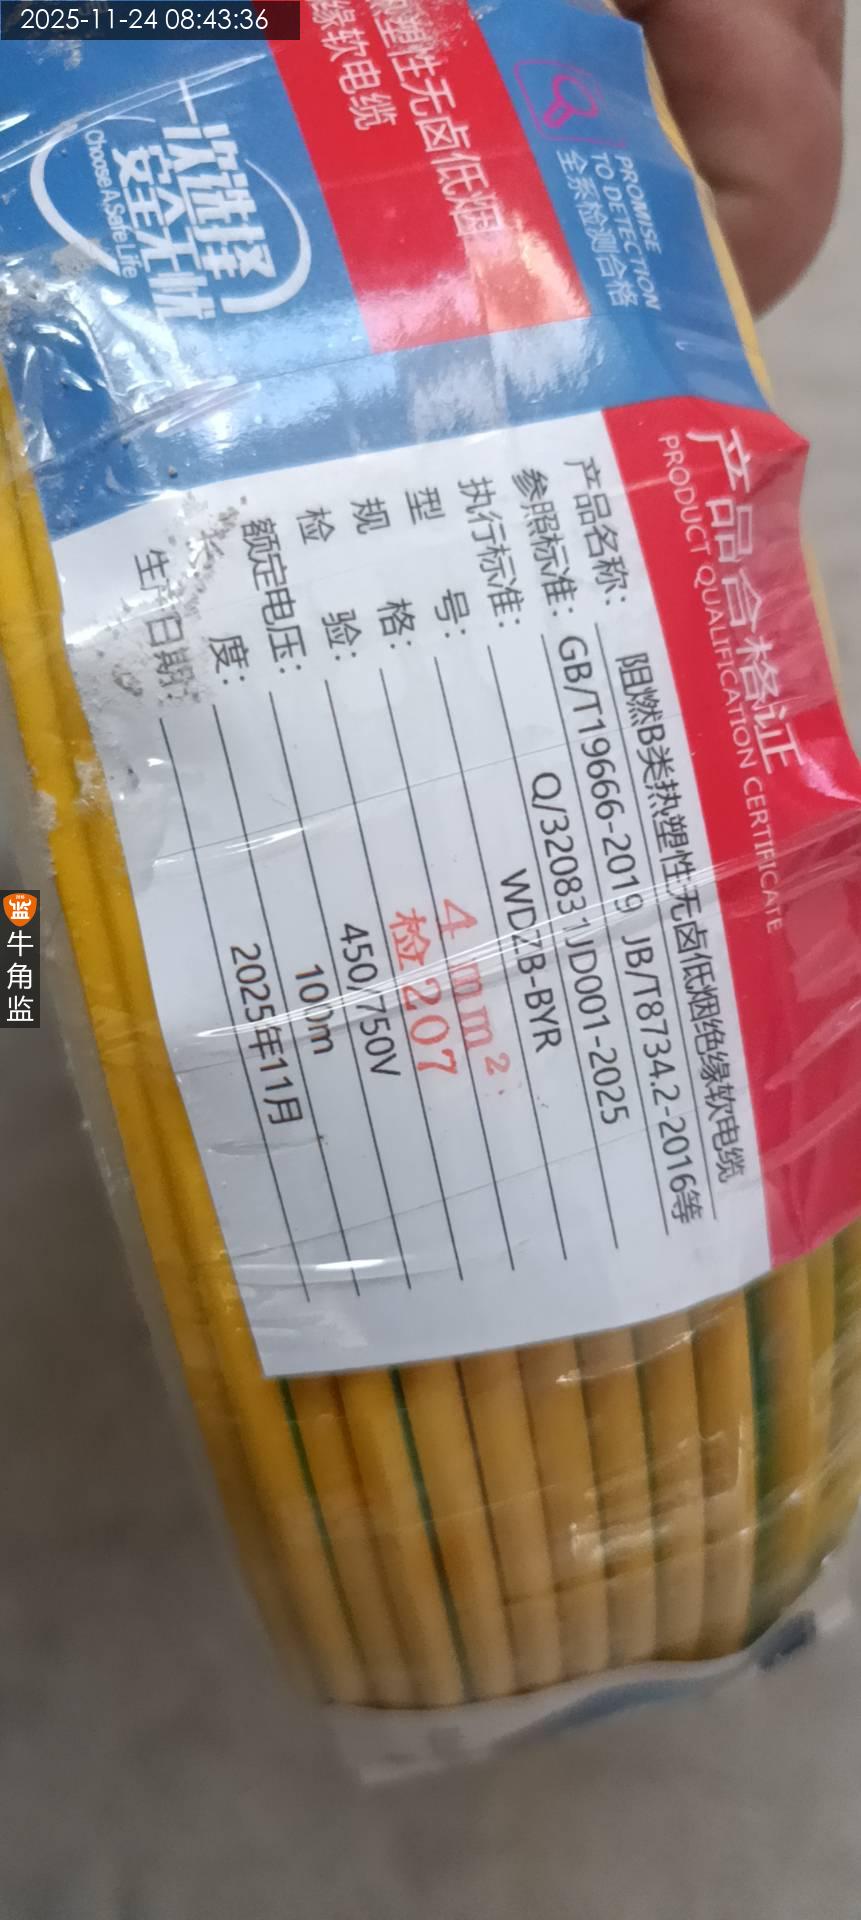 2025-11-24 08:43:36
热塑性无卤低烟
缘软电缆
一次选择
安全无忧
Choose A Safe Life
PROMISE
TO DETECTION
全系检测合格
产品合格证
PRODUCT QUALIFICATION CERTIFICATE
产品名称: 阻燃B类热塑性无卤低烟绝缘软电缆
参照标准: GB/T19666-2019 JB/T8734.2-2016等
执行标准: Q/320831JD001-2025
型号: WDZB-BYR
规格: 4mm²
检验: 检207
额定电压: 450/750V
长度: 100m
生产日期: 2025年11月
监
牛角监